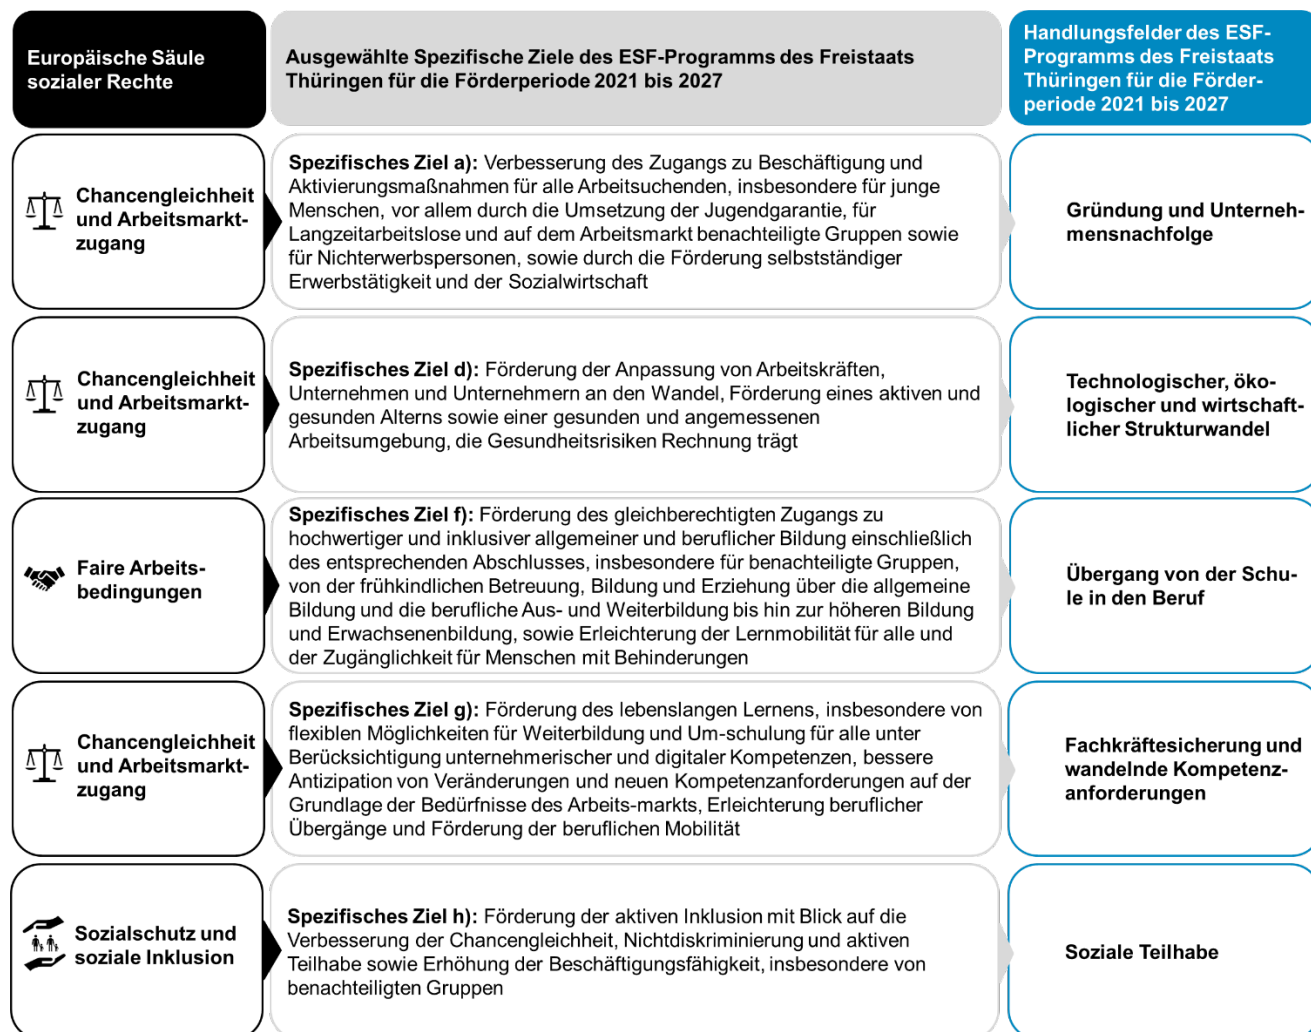 Europäische Säule
sozialer Rechte
Ausgewählte Spezifische Ziele des ESF-Programms des Freistaats
Thüringen für die Förderperiode 2021 bis 2027
Handlungsfelder des ESF-
Programms des Freistaats
Thüringen für die Förder-
periode 2021 bis 2027
Chancengleichheit
und Arbeitsmarkt-
zugang
Spezifisches Ziel a): Verbesserung des Zugangs zu Beschäftigung und
Aktivierungsmaßnahmen für alle Arbeitsuchenden, insbesondere für junge
Menschen, vor allem durch die Umsetzung der Jugendgarantie, für
Langzeitarbeitslose und auf dem Arbeitsmarkt benachteiligte Gruppen sowie
für Nichterwerbspersonen, sowie durch die Förderung selbstständiger
Erwerbstätigkeit und der Sozialwirtschaft
Gründung und Unterneh-
mensnachfolge
Chancengleichheit
und Arbeitsmarkt-
zugang
Spezifisches Ziel d): Förderung der Anpassung von Arbeitskräften,
Unternehmen und Unternehmern an den Wandel, Förderung eines aktiven und
gesunden Alterns sowie einer gesunden und angemessenen
Arbeitsumgebung, die Gesundheitsrisiken Rechnung trägt
Technologischer, öko-
logischer und wirtschaft-
licher Strukturwandel
Faire Arbeits-
bedingungen
Spezifisches Ziel f): Förderung des gleichberechtigten Zugangs zu
hochwertiger und inklusiver allgemeiner und beruflicher Bildung einschließlich
des entsprechenden Abschlusses, insbesondere für benachteiligte Gruppen,
von der frühkindlichen Betreuung, Bildung und Erziehung über die allgemeine
Bildung und die berufliche Aus- und Weiterbildung bis hin zur höheren Bildung
und Erwachsenenbildung, sowie Erleichterung der Lernmobilität für alle und
der Zugänglichkeit für Menschen mit Behinderungen
Übergang von der Schu-
le in den Beruf
Chancengleichheit
und Arbeitsmarkt-
zugang
Spezifisches Ziel g): Förderung des lebenslangen Lernens, insbesondere von
flexiblen Möglichkeiten für Weiterbildung und Um-schulung für alle unter
Berücksichtigung unternehmerischer und digitaler Kompetenzen, bessere
Antizipation von Veränderungen und neuen Kompetenzanforderungen auf der
Grundlage der Bedürfnisse des Arbeits-markts, Erleichterung beruflicher
Übergänge und Förderung der beruflichen Mobilität
Fachkräftesicherung und
wandelnde Kompetenz-
anforderungen
Sozialschutz und
soziale Inklusion
Spezifisches Ziel h): Förderung der aktiven Inklusion mit Blick auf die
Verbesserung der Chancengleichheit, Nichtdiskriminierung und aktiven
Teilhabe sowie Erhöhung der Beschäftigungsfähigkeit, insbesondere von
benachteiligten Gruppen
Soziale Teilhabe